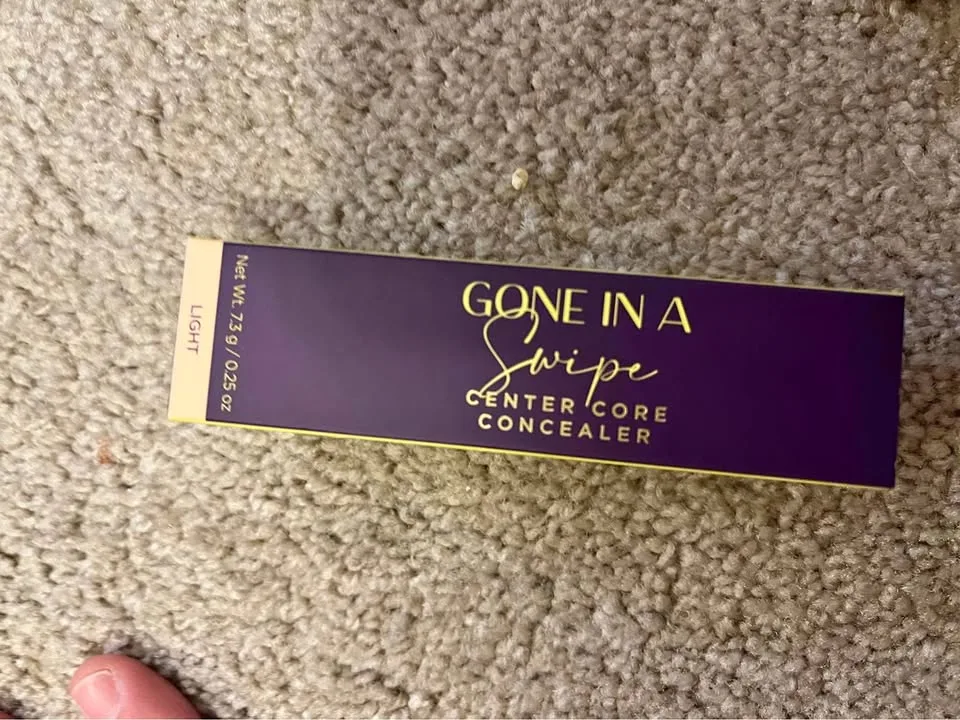 GONE IN A
Swipe
CENTER CORE
CONCEALER
Net Wt. 7.3 g / 0.25 oz
LIGHT